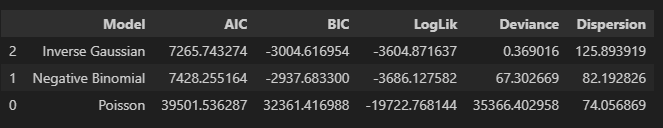 Model AIC BIC LogLik Deviance Dispersion
2 Inverse Gaussian 7265.743274 -3004.616954 -3604.871637 0.369016 125.893919
1 Negative Binomial 7428.255164 -2937.683300 -3686.127582 67.302669 82.192826
0 Poisson 39501.536287 32361.416988 -19722.768144 35366.402958 74.056869